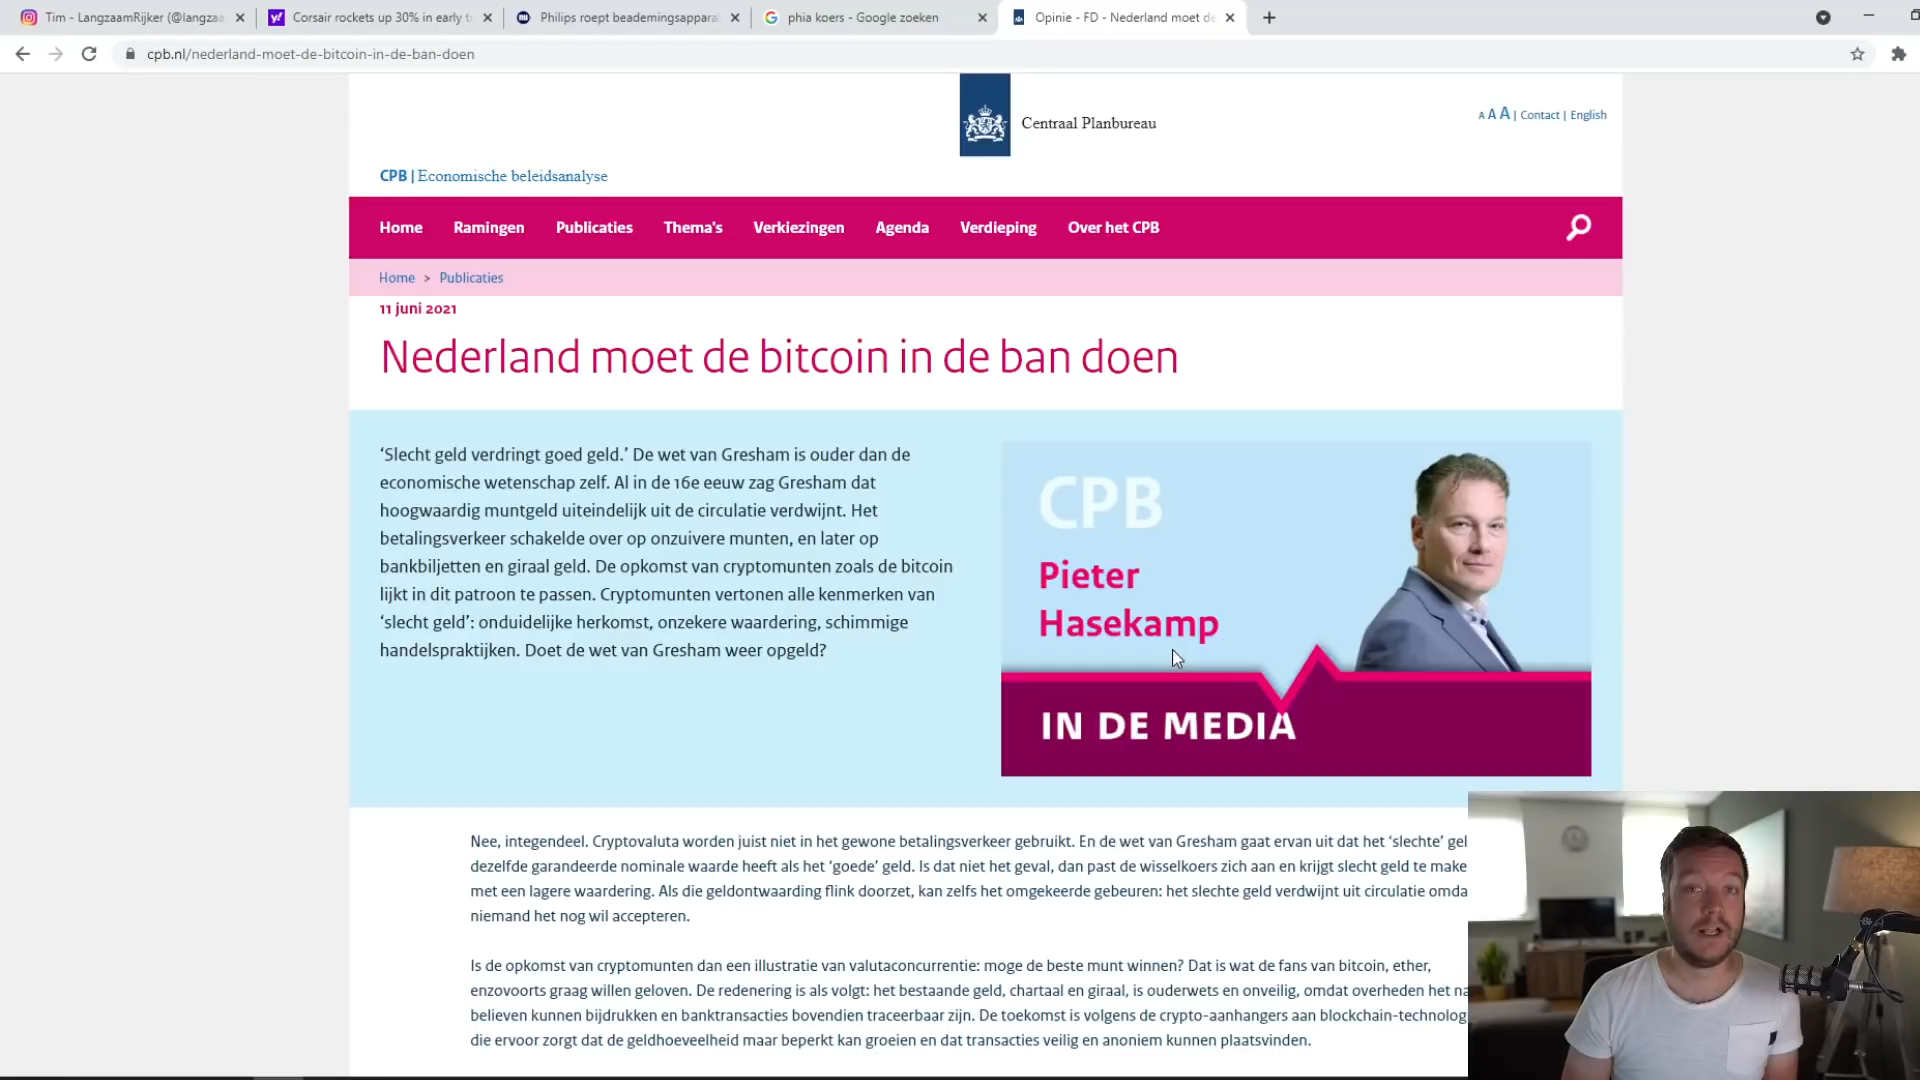 Tim - LangzaamRijker (@langzaa
Corsair rockets up 30% in early t
Philips roept beademingsappara
phia koers - Google zoeken
Opinie - FD - Nederland moet de
cpb.nl/nederland-moet-de-bitcoin-in-de-ban-doen
Centraal Planbureau
A A A | Contact | English
CPB | Economische beleidsanalyse
Home Ramingen Publicaties Thema's Verkiezingen Agenda Verdieping Over het CPB
Home > Publicaties
11 juni 2021
Nederland moet de bitcoin in de ban doen
‘Slecht geld verdringt goed geld.’ De wet van Gresham is ouder dan de
economische wetenschap zelf. Al in de 16e eeuw zag Gresham dat
hoogwaardig muntgeld uiteindelijk uit de circulatie verdwijnt. Het
betalingsverkeer schakelde over op onzuivere munten, en later op
bankbiljetten en giraal geld. De opkomst van cryptomunten zoals de bitcoin
lijkt in dit patroon te passen. Cryptomunten vertonen alle kenmerken van
‘slecht geld’: onduidelijke herkomst, onzekere waardering, schimmige
handelspraktijken. Doet de wet van Gresham weer opgeld?
CPB
Pieter
Hasekamp
IN DE MEDIA
Nee, integendeel. Cryptovaluta worden juist niet in het gewone betalingsverkeer gebruikt. En de wet van Gresham gaat ervan uit dat het ‘slechte’ gel
dezelfde garandeerde nominale waarde heeft als het ‘goede’ geld. Is dat niet het geval, dan past de wisselkoers zich aan en krijgt slecht geld te make
met een lagere waardering. Als die geldontwaarding flink doorzet, kan zelfs het omgekeerde gebeuren: het slechte geld verdwijnt uit circulatie omda
niemand het nog wil accepteren.
Is de opkomst van cryptomunten dan een illustratie van valutaconcurrentie: moge de beste munt winnen? Dat is wat de fans van bitcoin, ether,
enzovoorts graag willen geloven. De redenering is als volgt: het bestaande geld, chartaal en giraal, is ouderwets en onveilig, omdat overheden het na
believen kunnen bijdrukken en banktransacties bovendien traceerbaar zijn. De toekomst is volgens de crypto-aanhangers aan blockchain-technolog
die ervoor zorgt dat de geldhoeveelheid maar beperkt kan groeien en dat transacties veilig en anoniem kunnen plaatsvinden.